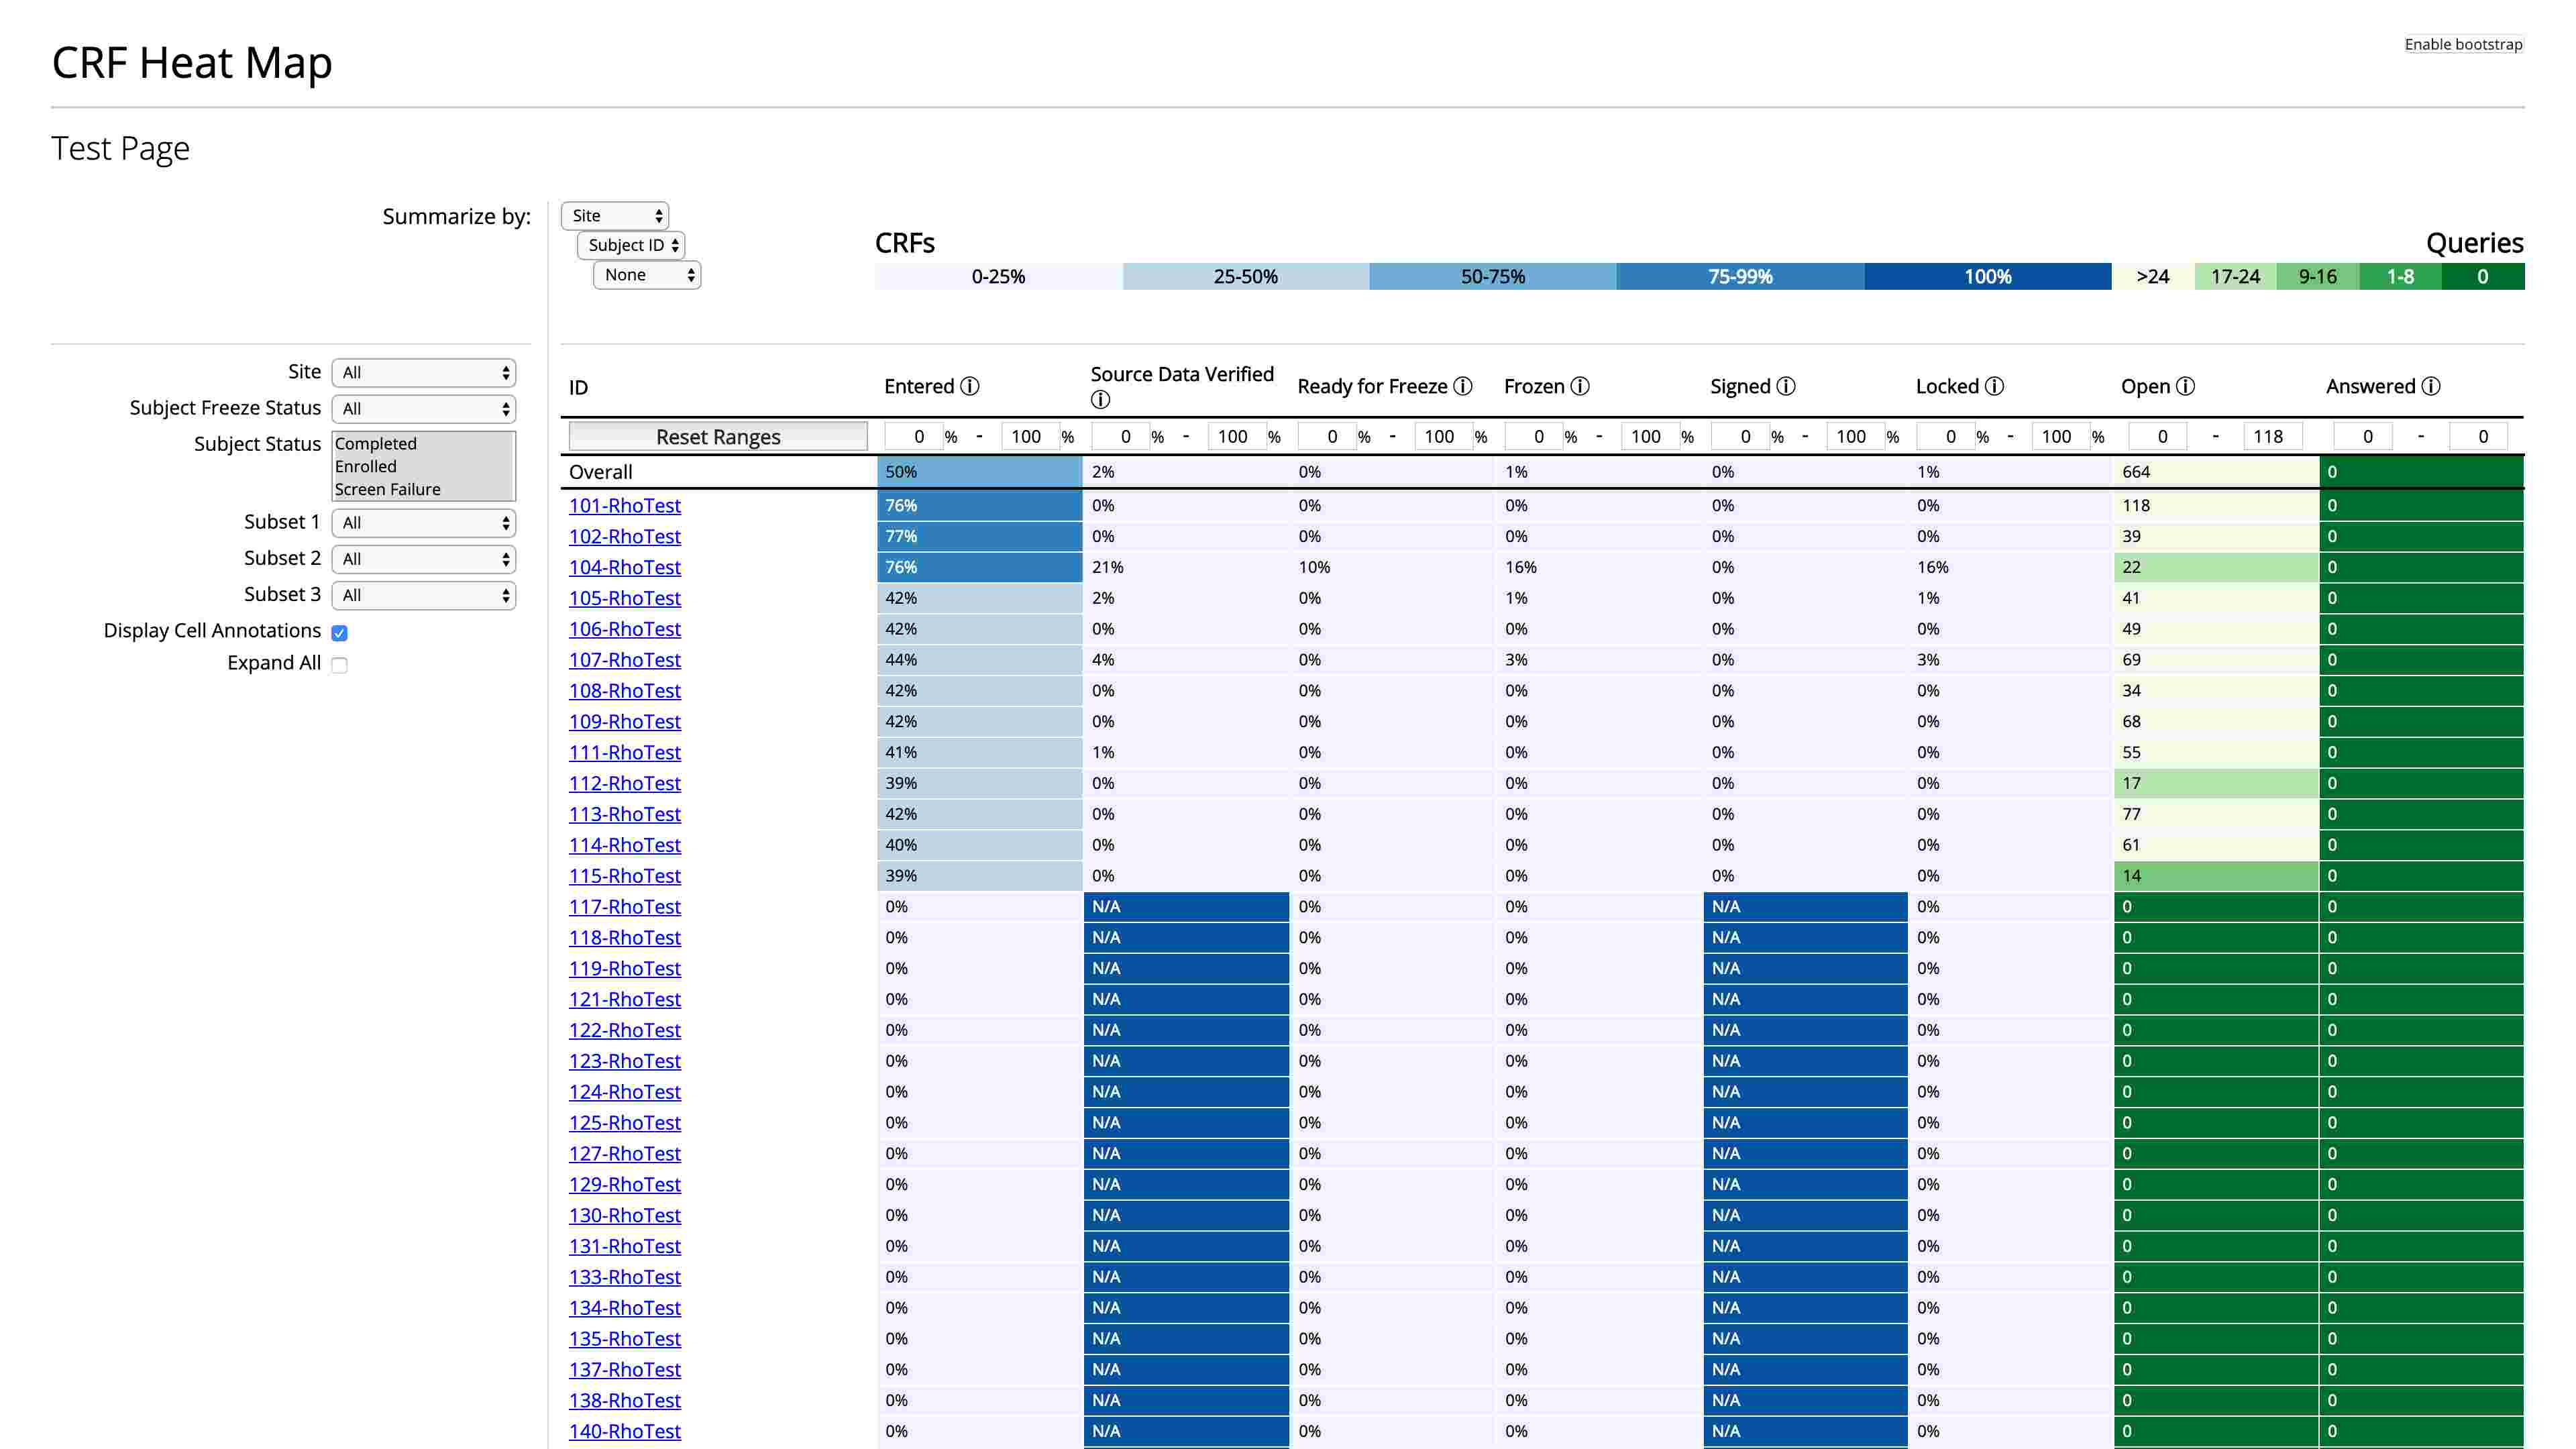 CRF Heat Map
Enable bootstrap
Test Page
Summarize by:
Site
Subject ID
None
CRFs
Queries
0-25% 25-50% 50-75% 75-99% 100% >24 17-24 9-16 1-8 0
Site All
Subject Freeze Status All
Subject Status Completed
Enrolled
Screen Failure
Subset 1 All
Subset 2 All
Subset 3 All
Display Cell Annotations
Expand All
ID Entered ⓘ Source Data Verified ⓘ Ready for Freeze ⓘ Frozen ⓘ Signed ⓘ Locked ⓘ Open ⓘ Answered ⓘ
Reset Ranges 0 % - 100 % 0 % - 100 % 0 % - 100 % 0 % - 100 % 0 % - 100 % 0 % - 100 % 0 - 118 0 - 0
Overall 50% 2% 0% 1% 0% 1% 664 0
101-RhoTest 76% 0% 0% 0% 0% 0% 118 0
102-RhoTest 77% 0% 0% 0% 0% 0% 39 0
104-RhoTest 76% 21% 10% 16% 0% 16% 22 0
105-RhoTest 42% 2% 0% 1% 0% 1% 41 0
106-RhoTest 42% 0% 0% 0% 0% 0% 49 0
107-RhoTest 44% 4% 0% 3% 0% 3% 69 0
108-RhoTest 42% 0% 0% 0% 0% 0% 34 0
109-RhoTest 42% 0% 0% 0% 0% 0% 68 0
111-RhoTest 41% 1% 0% 0% 0% 0% 55 0
112-RhoTest 39% 0% 0% 0% 0% 0% 17 0
113-RhoTest 42% 0% 0% 0% 0% 0% 77 0
114-RhoTest 40% 0% 0% 0% 0% 0% 61 0
115-RhoTest 39% 0% 0% 0% 0% 0% 14 0
117-RhoTest 0% N/A 0% 0% N/A 0% 0 0
118-RhoTest 0% N/A 0% 0% N/A 0% 0 0
119-RhoTest 0% N/A 0% 0% N/A 0% 0 0
121-RhoTest 0% N/A 0% 0% N/A 0% 0 0
122-RhoTest 0% N/A 0% 0% N/A 0% 0 0
123-RhoTest 0% N/A 0% 0% N/A 0% 0 0
124-RhoTest 0% N/A 0% 0% N/A 0% 0 0
125-RhoTest 0% N/A 0% 0% N/A 0% 0 0
127-RhoTest 0% N/A 0% 0% N/A 0% 0 0
129-RhoTest 0% N/A 0% 0% N/A 0% 0 0
130-RhoTest 0% N/A 0% 0% N/A 0% 0 0
131-RhoTest 0% N/A 0% 0% N/A 0% 0 0
133-RhoTest 0% N/A 0% 0% N/A 0% 0 0
134-RhoTest 0% N/A 0% 0% N/A 0% 0 0
135-RhoTest 0% N/A 0% 0% N/A 0% 0 0
137-RhoTest 0% N/A 0% 0% N/A 0% 0 0
138-RhoTest 0% N/A 0% 0% N/A 0% 0 0
140-RhoTest 0% N/A 0% 0% N/A 0% 0 0